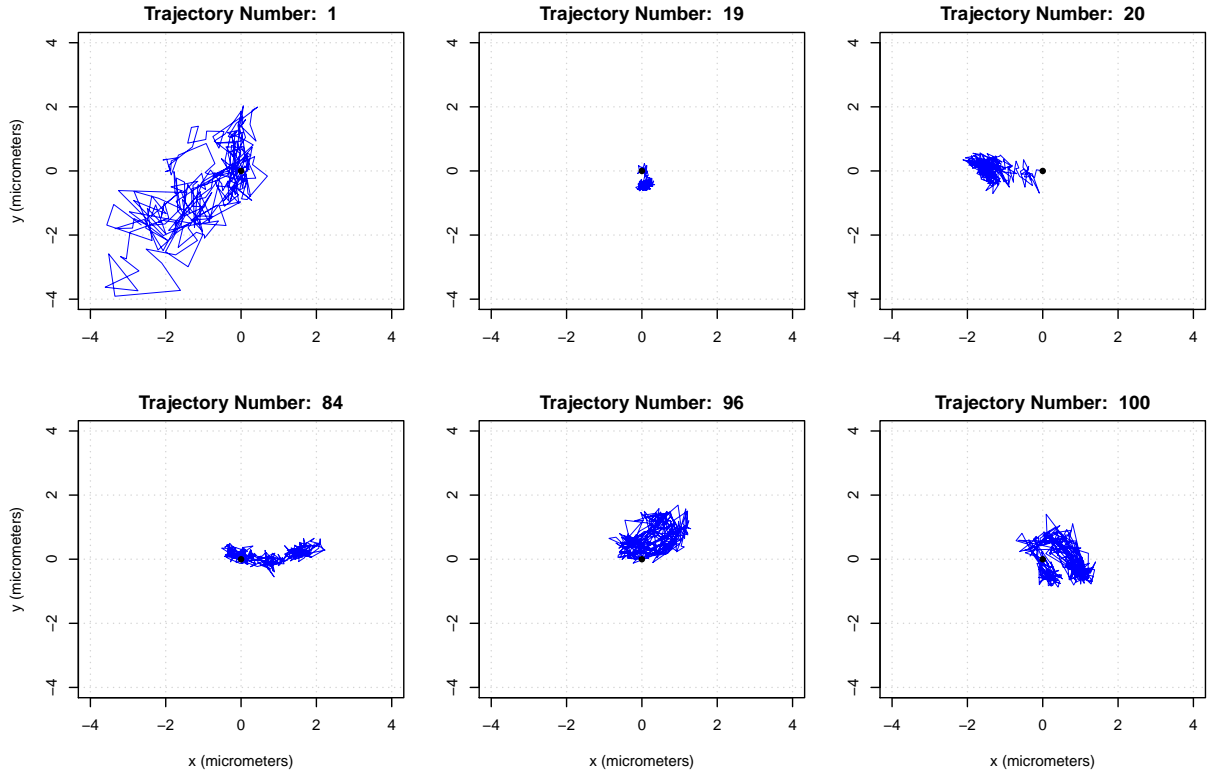 Trajectory Number:  1
y (micrometers)
4
2
0
−2
−4
−4 −2 0 2 4
Trajectory Number:  19
4
2
0
−2
−4
−4 −2 0 2 4
Trajectory Number:  20
4
2
0
−2
−4
−4 −2 0 2 4
Trajectory Number:  84
y (micrometers)
4
2
0
−2
−4
−4 −2 0 2 4
x (micrometers)
Trajectory Number:  96
4
2
0
−2
−4
−4 −2 0 2 4
x (micrometers)
Trajectory Number:  100
4
2
0
−2
−4
−4 −2 0 2 4
x (micrometers)